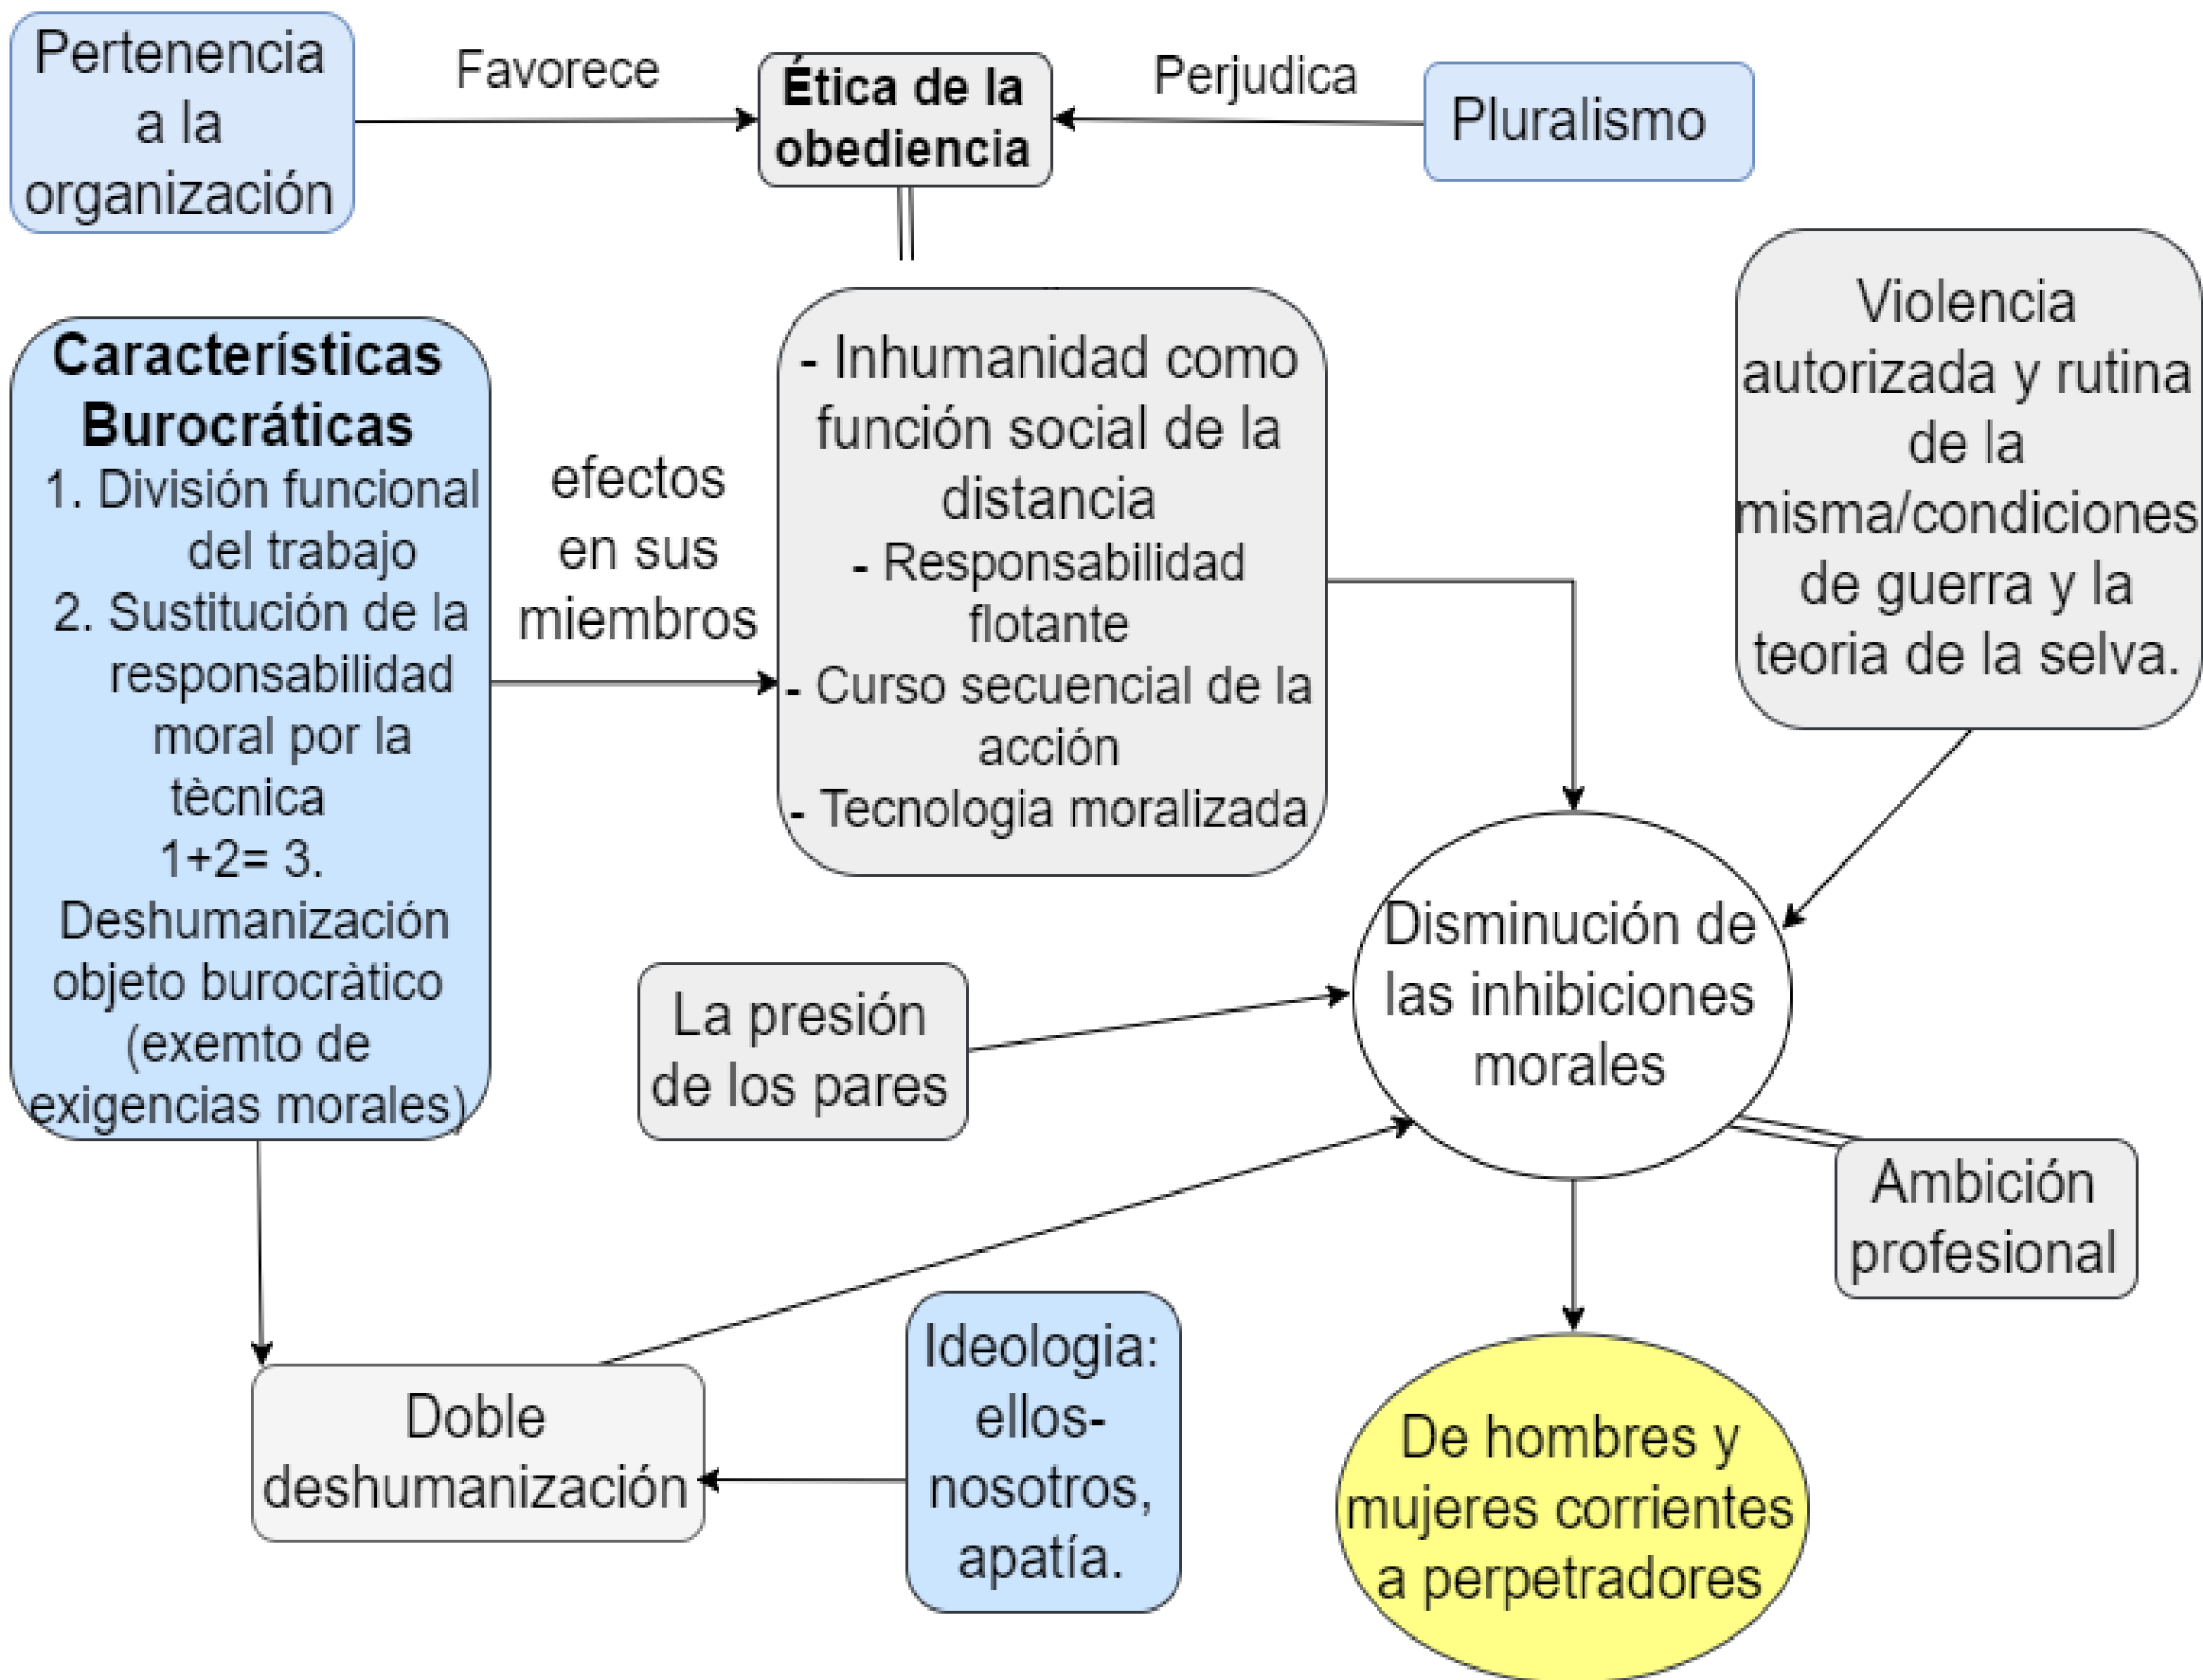 Pertenencia
a la
organización
Favorece
Ética de la
obediencia
Perjudica
Pluralismo
Características
Burocráticas
1. División funcional
del trabajo
2. Sustitución de la
responsabilidad
moral por la
tècnica
1+2= 3.
Deshumanización
objeto burocràtico
(exemto de
exigencias morales)
efectos
en sus
miembros
- Inhumanidad como
función social de la
distancia
- Responsabilidad
flotante
- Curso secuencial de la
acción
- Tecnologia moralizada
Violencia
autorizada y rutina
de la
misma/condiciones
de guerra y la
teoria de la selva.
La presión
de los pares
Disminución de
las inhibiciones
morales
Ambición
profesional
Doble
deshumanización
Ideologia:
ellos-
nosotros,
apatía.
De hombres y
mujeres corrientes
a perpetradores